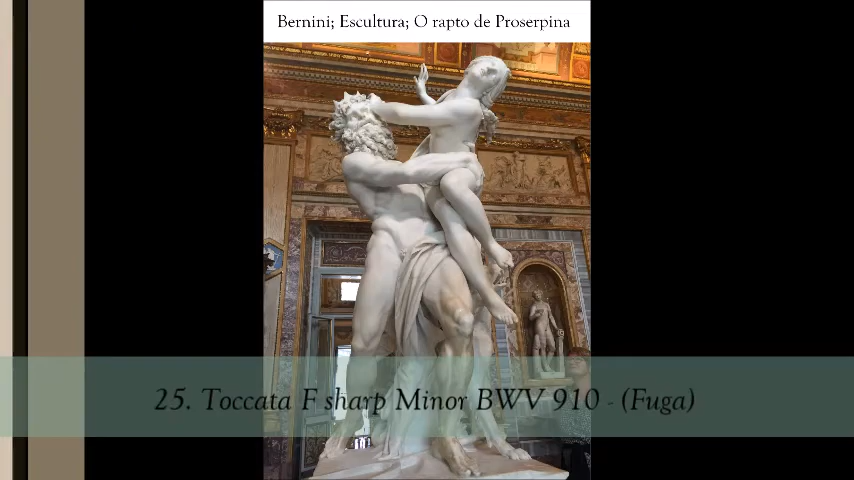 Bernini; Escultura; O rapto de Proserpina
25. Toccata F sharp Minor BWV 910 - (Fuga)